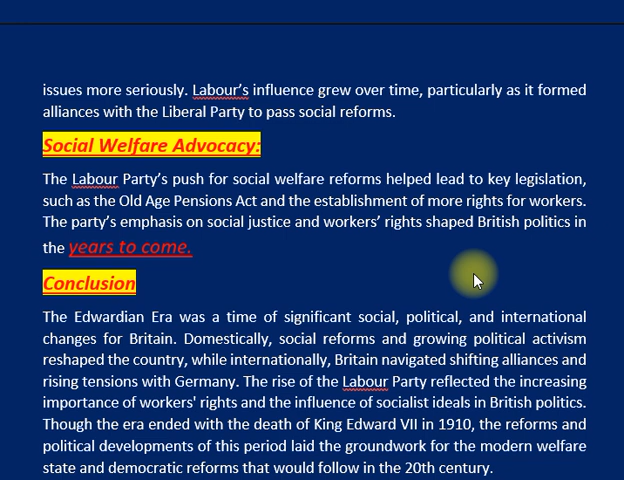 issues more seriously. Labour's influence grew over time, particularly as it formed
alliances with the Liberal Party to pass social reforms.
Social Welfare Advocacy:
The Labour Party's push for social welfare reforms helped lead to key legislation,
such as the Old Age Pensions Act and the establishment of more rights for workers.
The party's emphasis on social justice and workers' rights shaped British politics in
the years to come.
Conclusion
The Edwardian Era was a time of significant social, political, and international
changes for Britain. Domestically, social reforms and growing political activism
reshaped the country, while internationally, Britain navigated shifting alliances and
rising tensions with Germany. The rise of the Labour Party reflected the increasing
importance of workers' rights and the influence of socialist ideals in British politics.
Though the era ended with the death of King Edward VII in 1910, the reforms and
political developments of this period laid the groundwork for the modern welfare
state and democratic reforms that would follow in the 20th century.